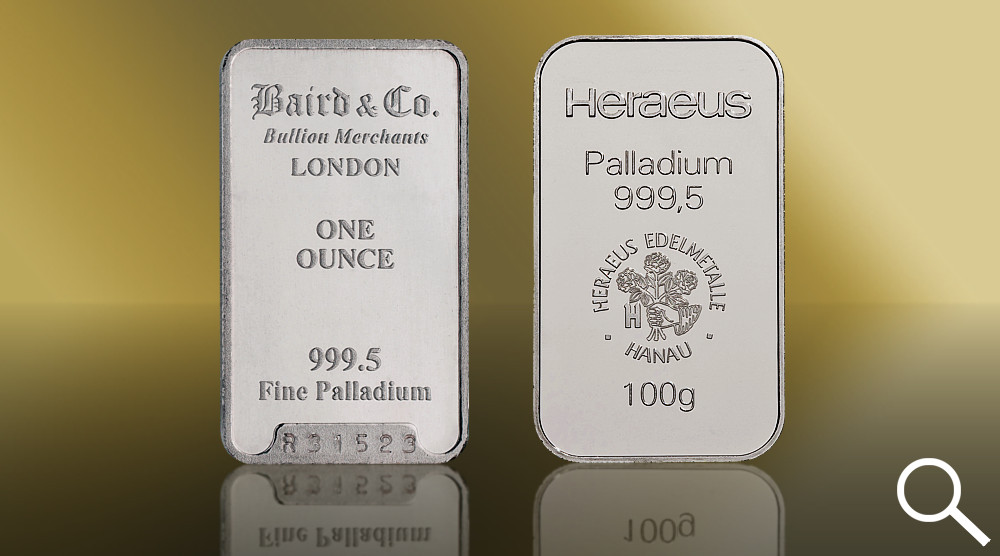 Baird & Co.
Bullion Merchants
LONDON
ONE
OUNCE
999.5
Fine Palladium
R31523
Heraeus
Palladium
999,5
HERAEUS EDELMETALLE
H
HANAU
100g